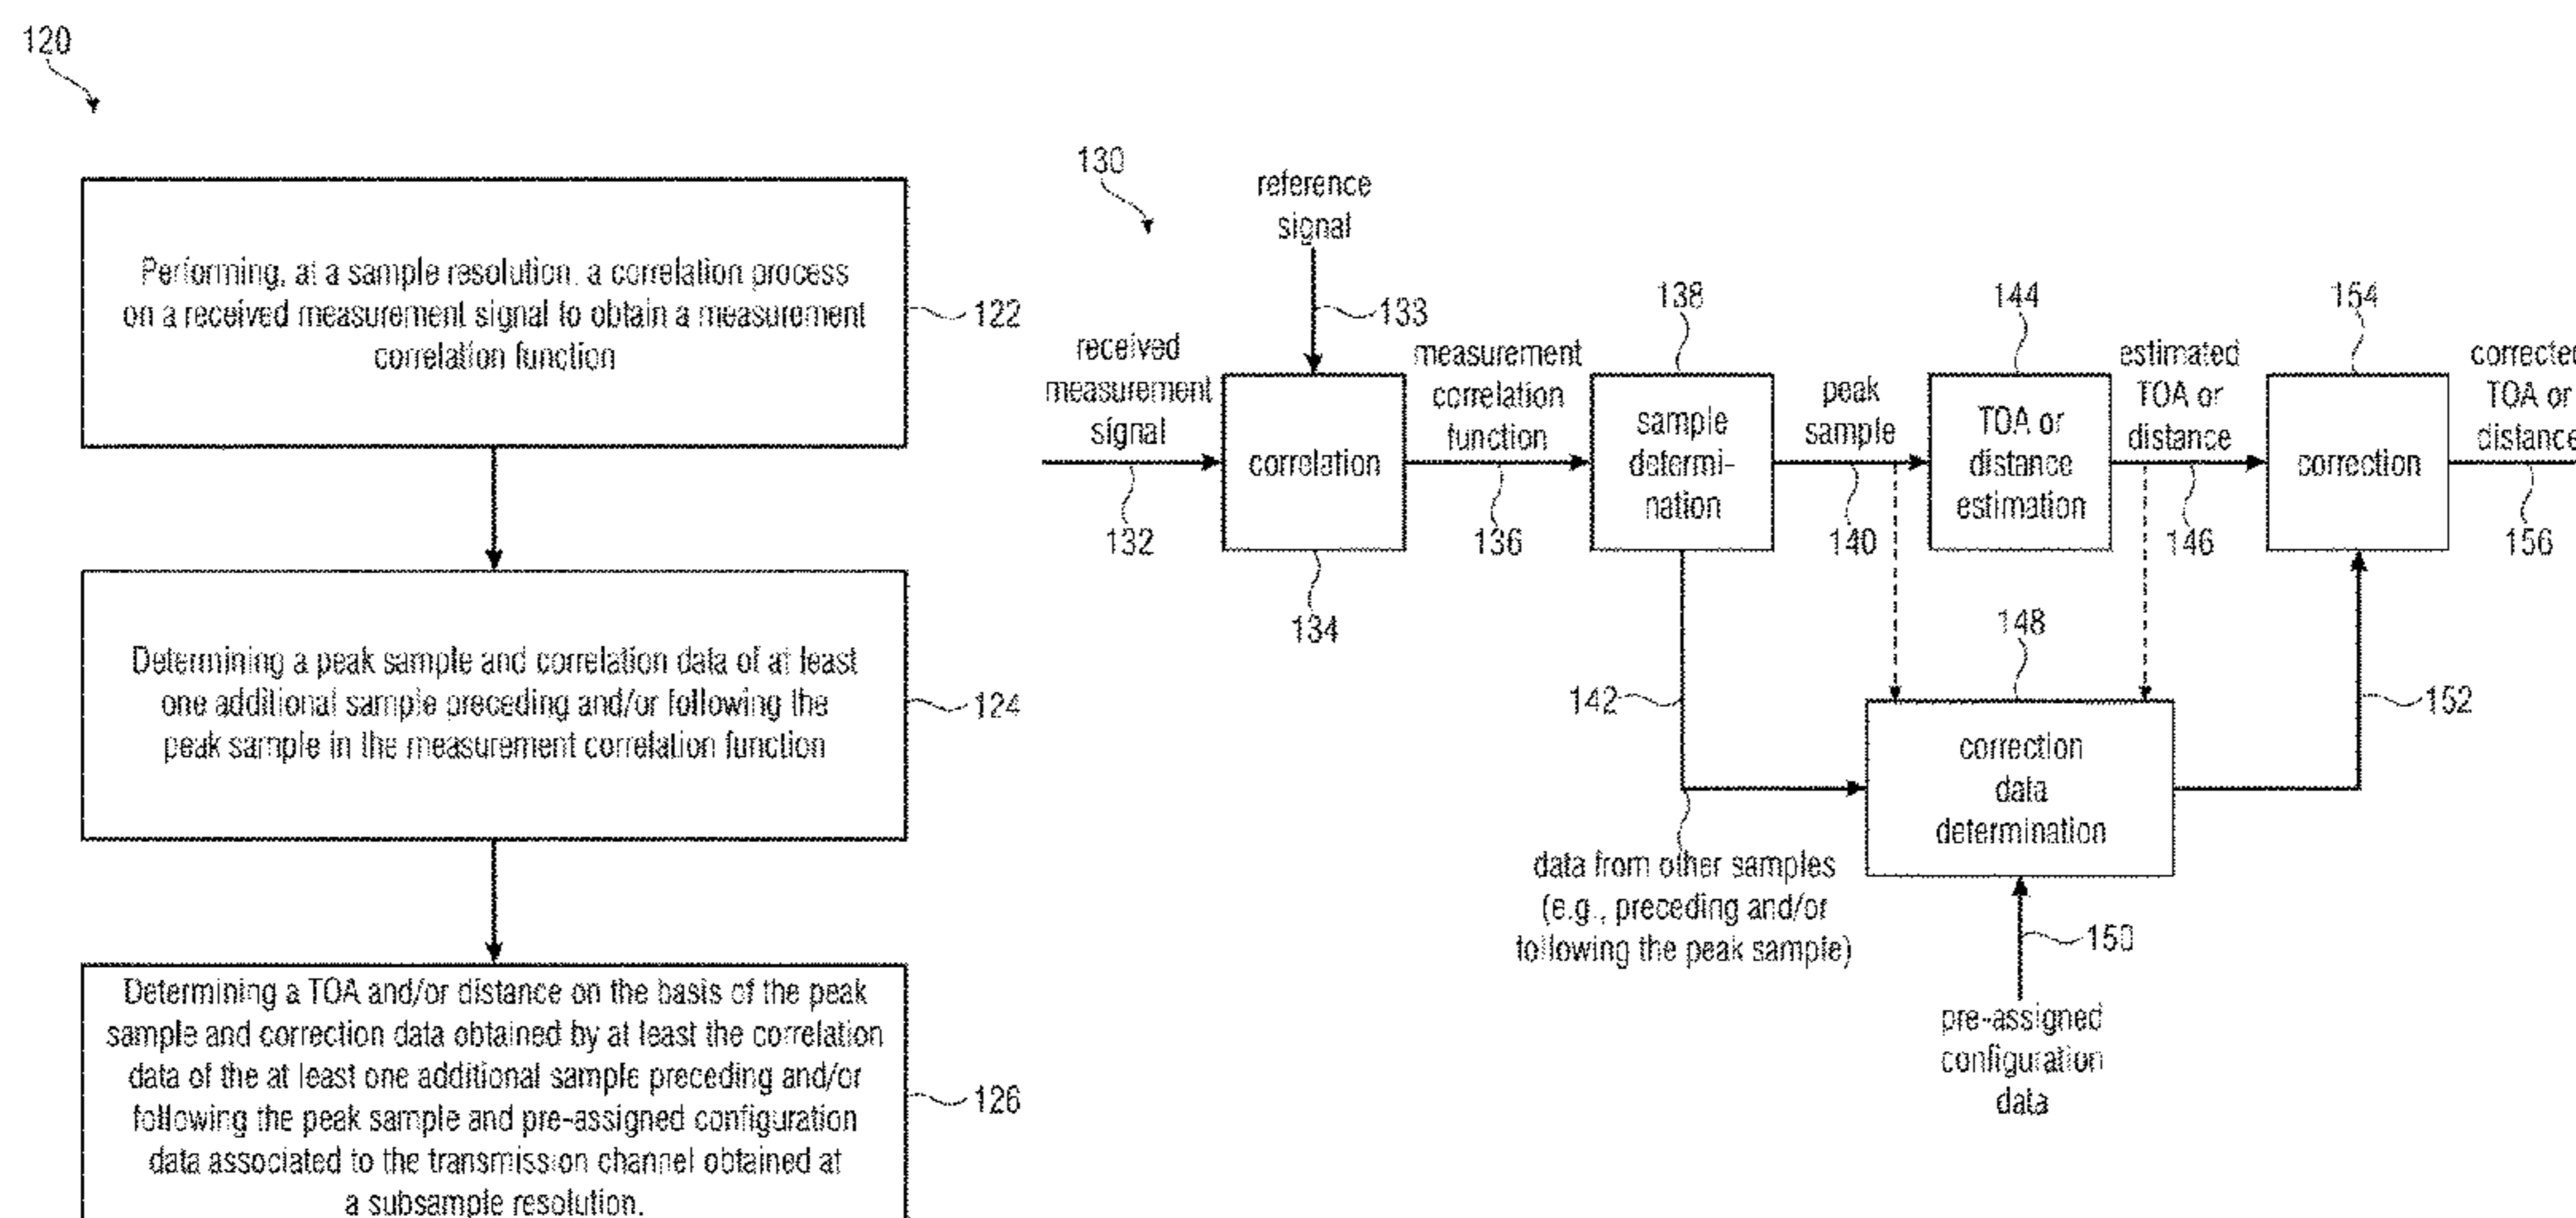 120
Performing, at a sample resolution, a correlation process
on a received measurement signal to obtain a measurement
correlation function
122
Determining a peak sample and correlation data of at least
one additional sample preceding and/or following the
peak sample in the measurement correlation function
124
Determining a TOA and/or distance on the basis of the peak
sample and correction data obtained by at least the correlation
data of the at least one additional sample preceding and/or
following the peak sample and pre-assigned configuration
data associated to the transmission channel obtained at
a subsample resolution.
126
130
reference
signal
133
received
measurement
signal
132
correlation
134
measurement
correlation
function
136
138
sample
determi-
nation
peak
sample
140
144
TOA or
distance
estimation
estimated
TOA or
distance
146
154
correction
corrected
TOA or
distance
156
142
148
correction
data
determination
152
data from other samples
(e.g., preceding and/or
following the peak sample)
150
pre-assigned
configuration
data